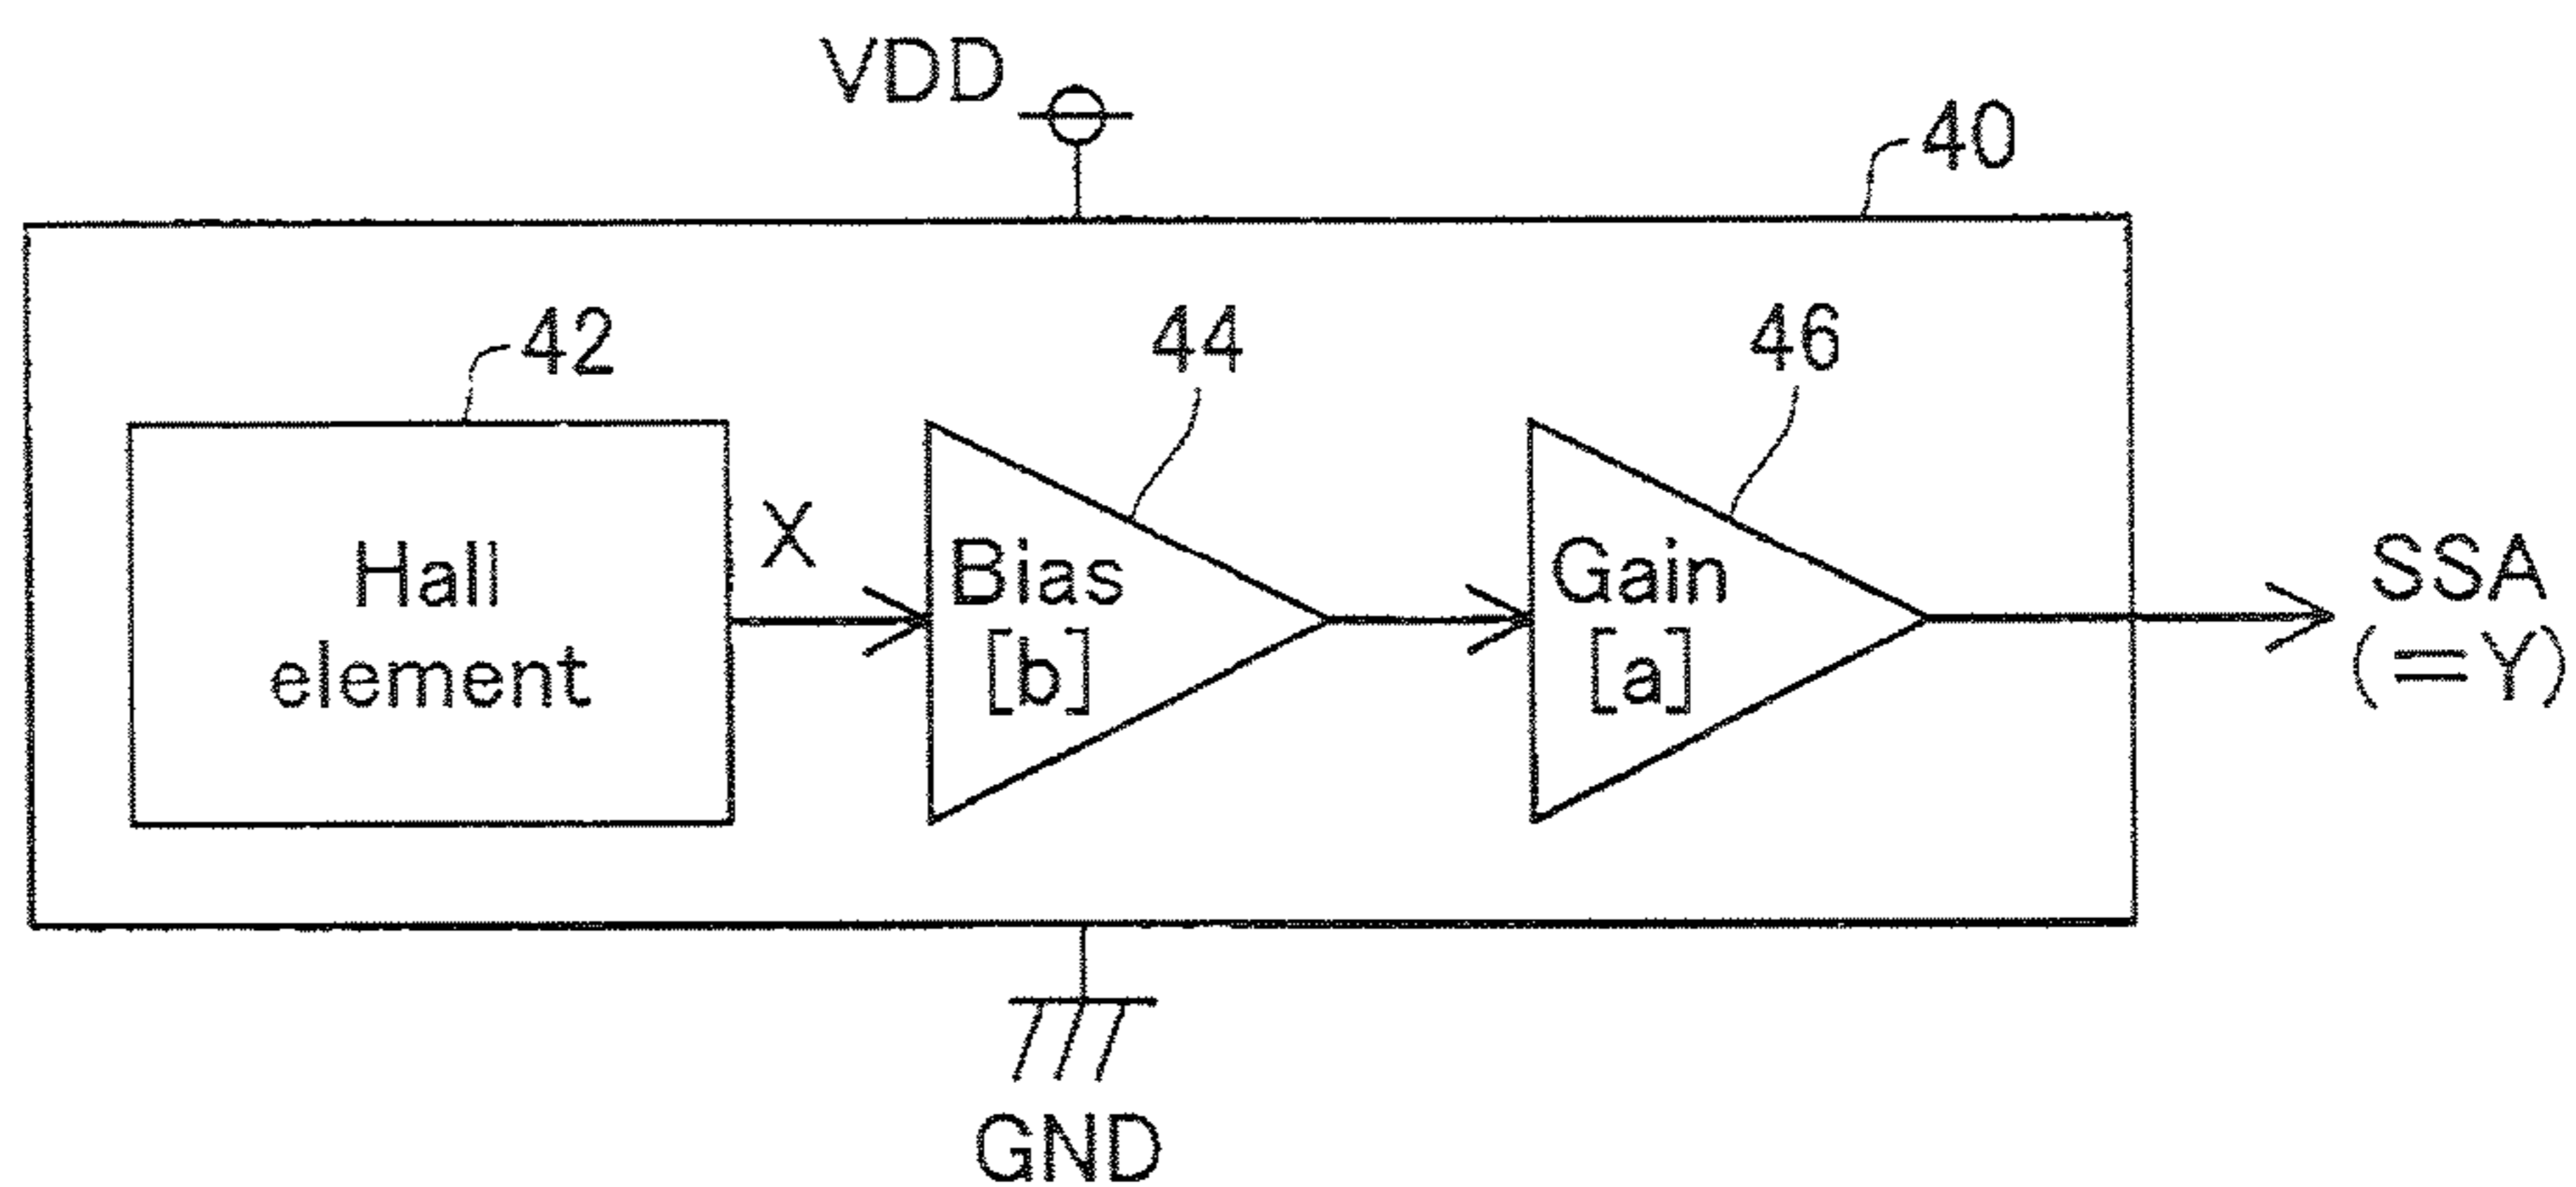 VDD
40
42
44
46
Hall
element
X
Bias
[b]
Gain
[a]
SSA
(=Y)
GND